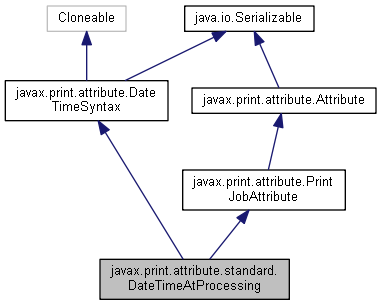 Cloneable
java.io.Serializable
javax.print.attribute.Date
TimeSyntax
javax.print.attribute.Attribute
javax.print.attribute.Print
JobAttribute
javax.print.attribute.standard.
DateTimeAtProcessing